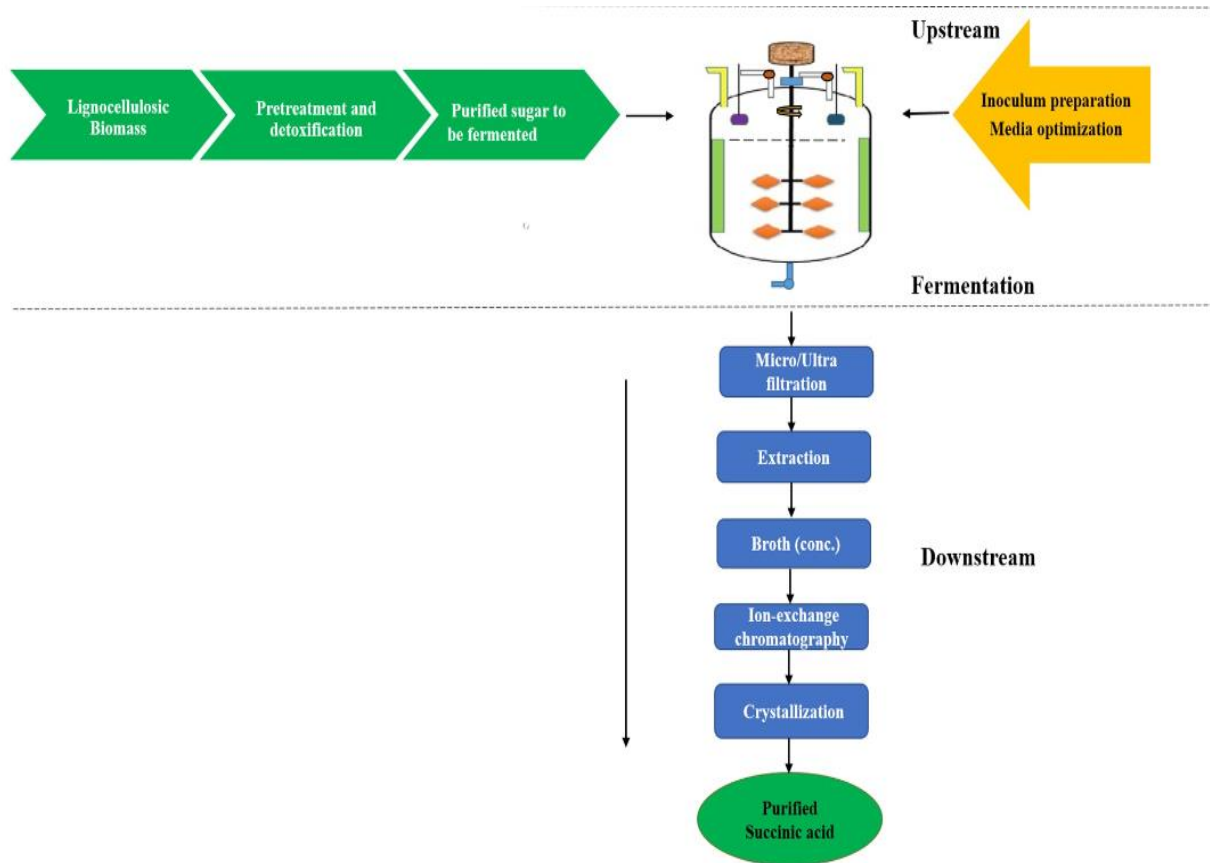 Upstream
Lignocellulosic
Biomass
Pretreatment and
detoxification
Purified sugar to
be fermented
Inoculum preparation
Media optimization
Fermentation
Micro/Ultra
filtration
Extraction
Broth (conc.)
Downstream
Ion-exchange
chromatography
Crystallization
Purified
Succinic acid